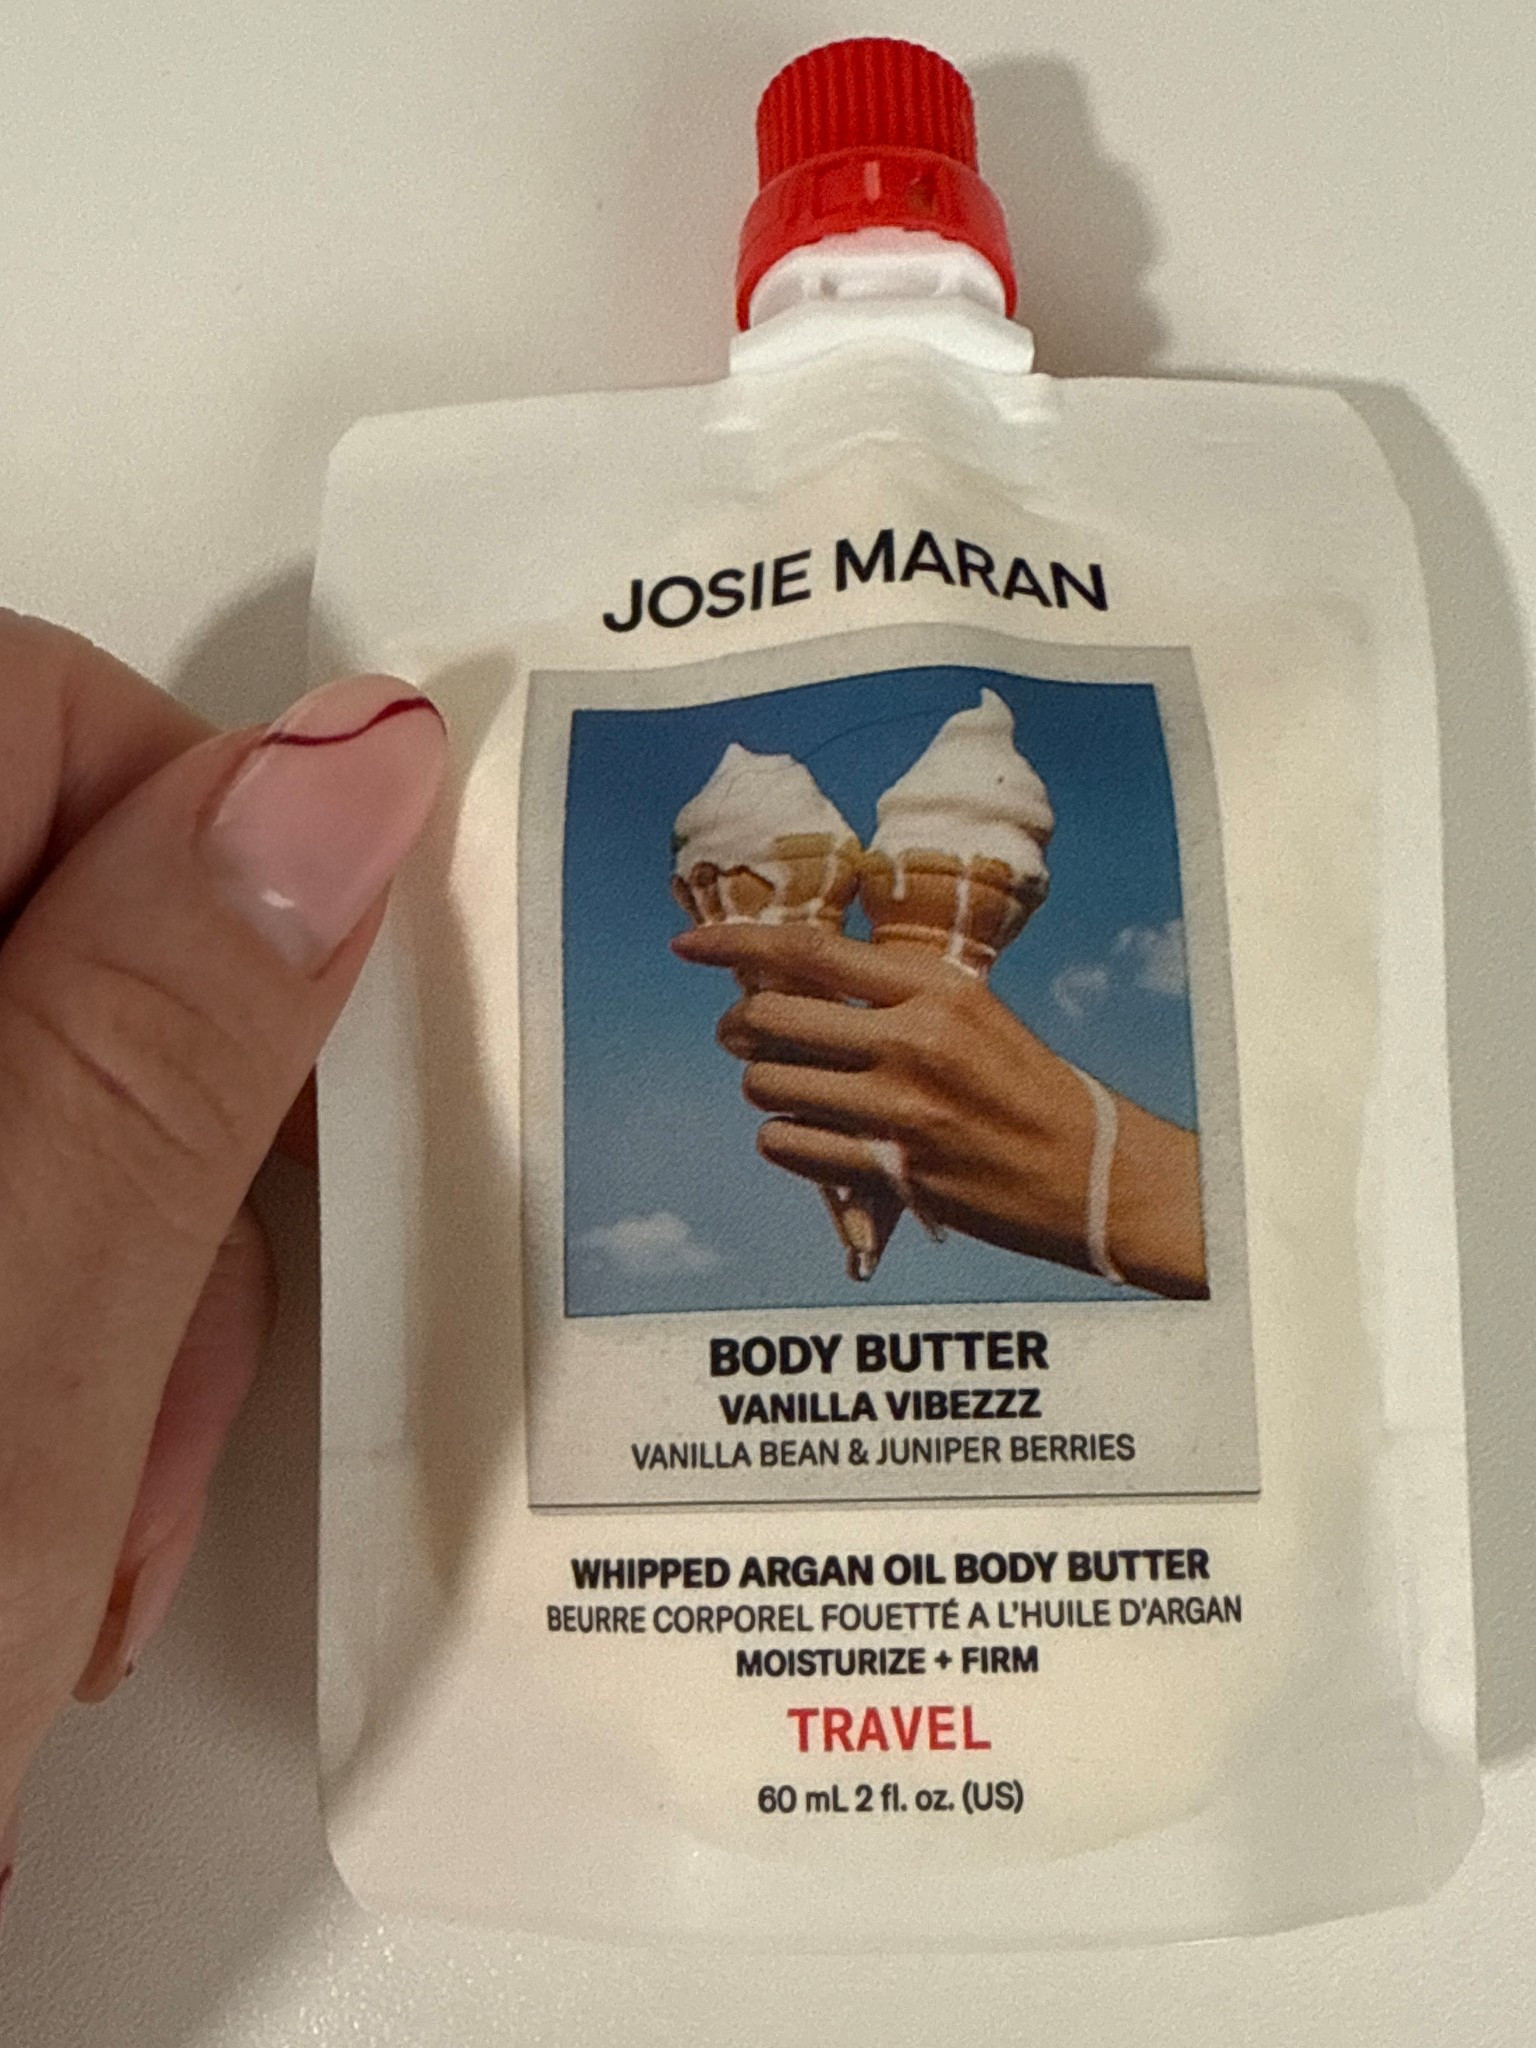 JOSIE MARAN
BODY BUTTER
VANILLA VIBEZZZ
VANILLA BEAN & JUNIPER BERRIES
WHIPPED ARGAN OIL BODY BUTTER
BEURRE CORPOREL FOUETTÉ A L'HUILE D'ARGAN
MOISTURIZE + FIRM
TRAVEL
60 mL 2 fl. oz. (US)